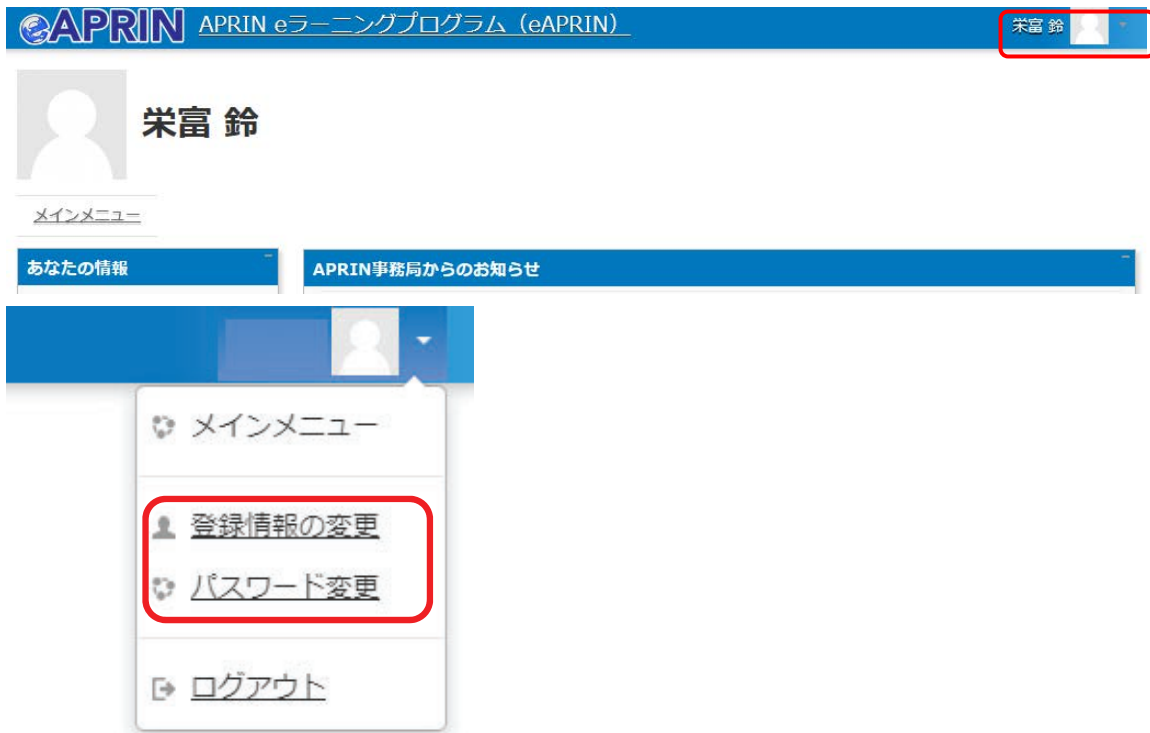 eAPRIN APRIN eラーニングプログラム（eAPRIN） 栄富 鈴
栄富 鈴
メインメニュー
あなたの情報 APRIN事務局からのお知らせ
メインメニュー
登録情報の変更
パスワード変更
ログアウト